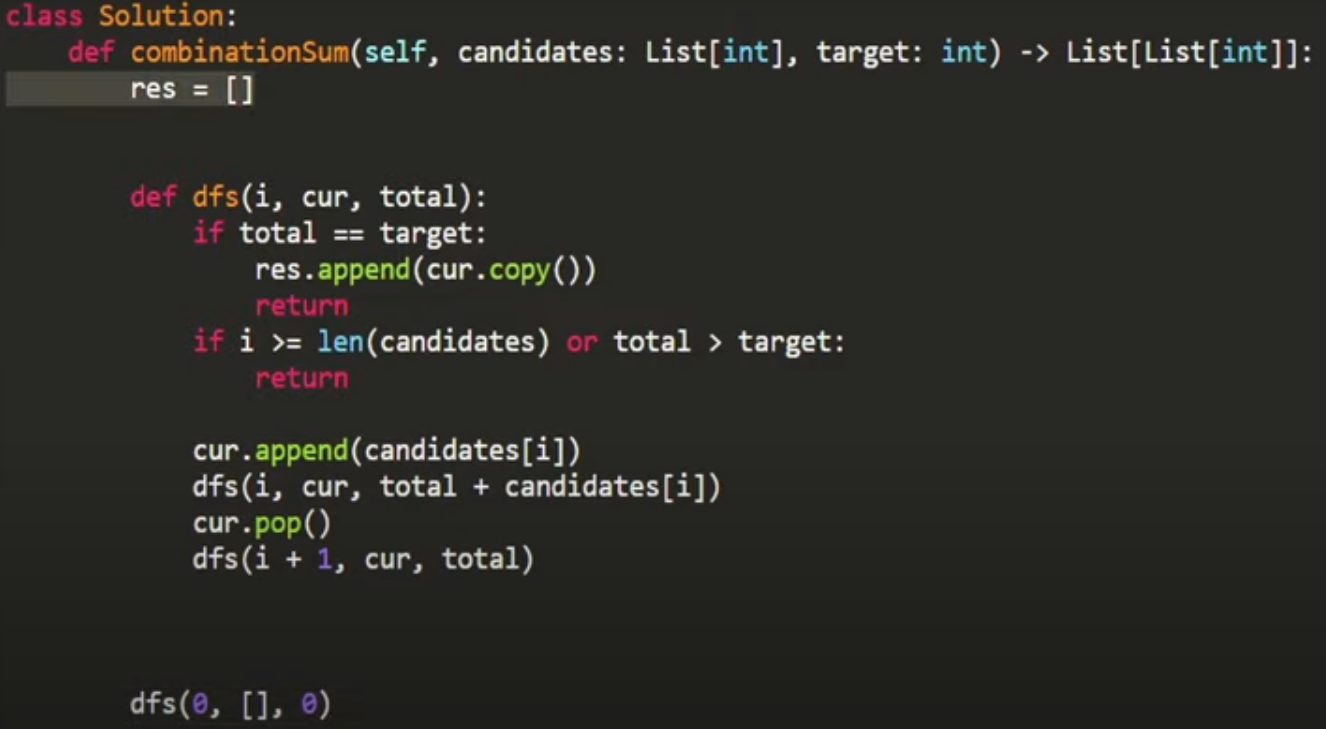 class Solution:
    def combinationSum(self, candidates: List[int], target: int) -> List[List[int]]:
        res = []
        def dfs(i, cur, total):
            if total == target:
                res.append(cur.copy())
                return
            if i >= len(candidates) or total > target:
                return
            cur.append(candidates[i])
            dfs(i, cur, total + candidates[i])
            cur.pop()
            dfs(i + 1, cur, total)
        dfs(0, [], 0)